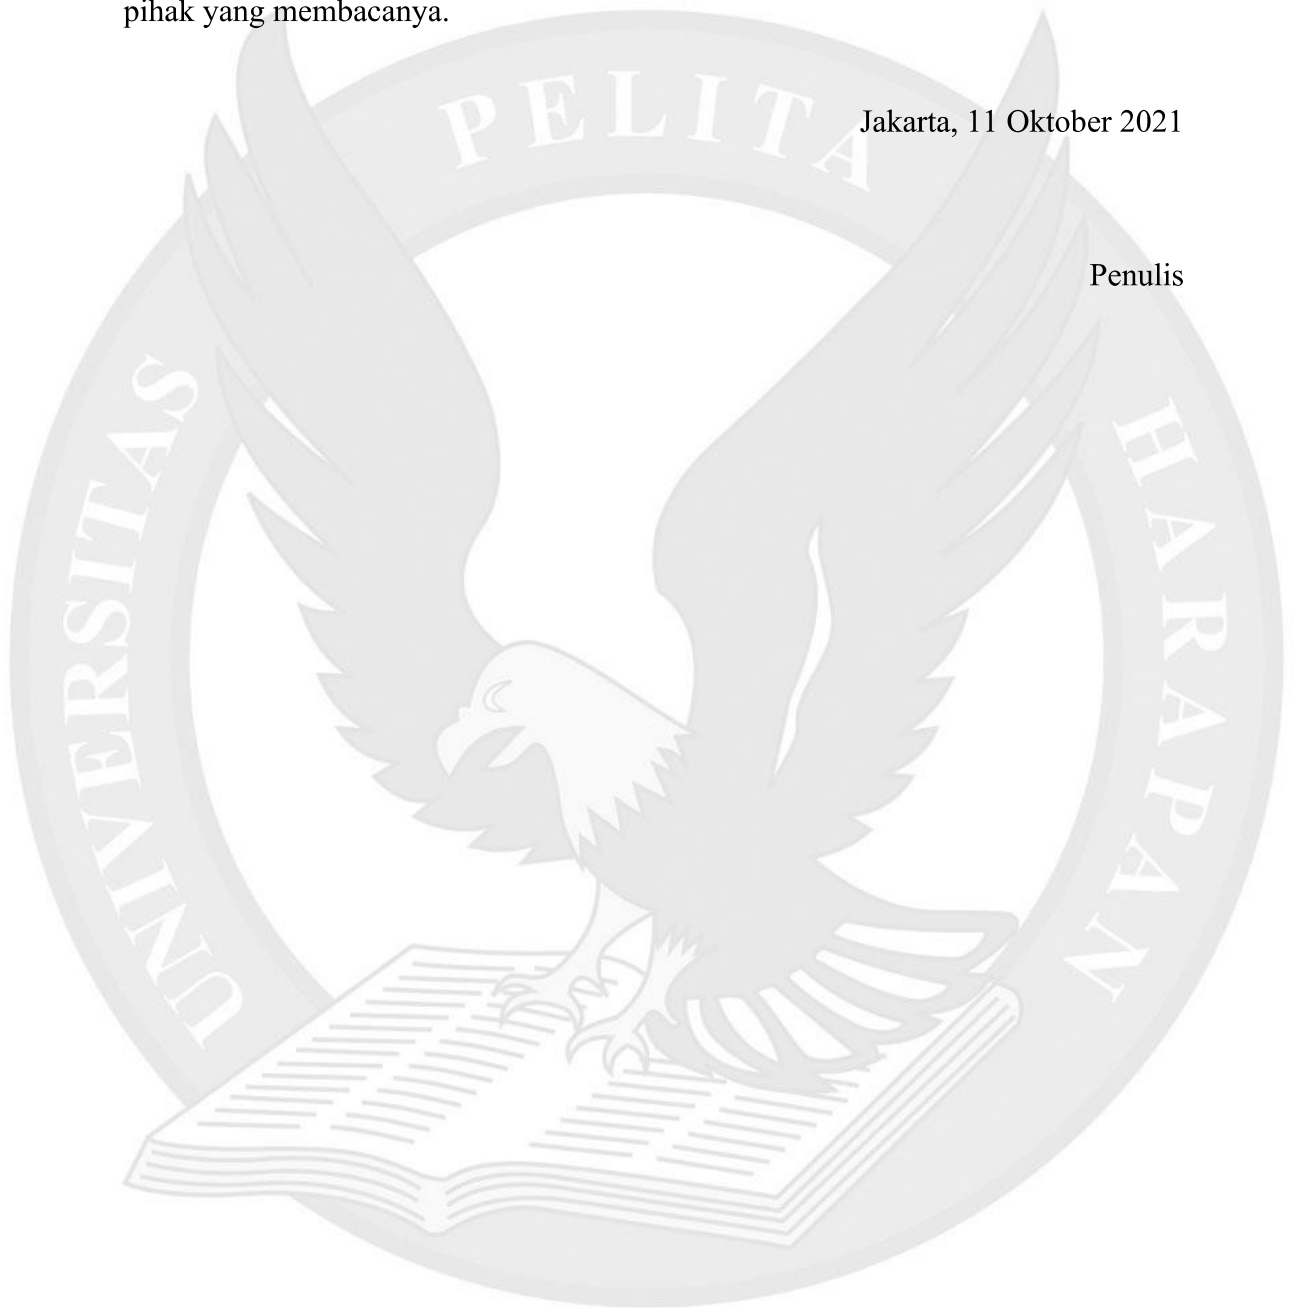 pihak yang membacanya.
Jakarta, 11 Oktober 2021
Penulis
UNIVERSITAS PELITA HARAPAN